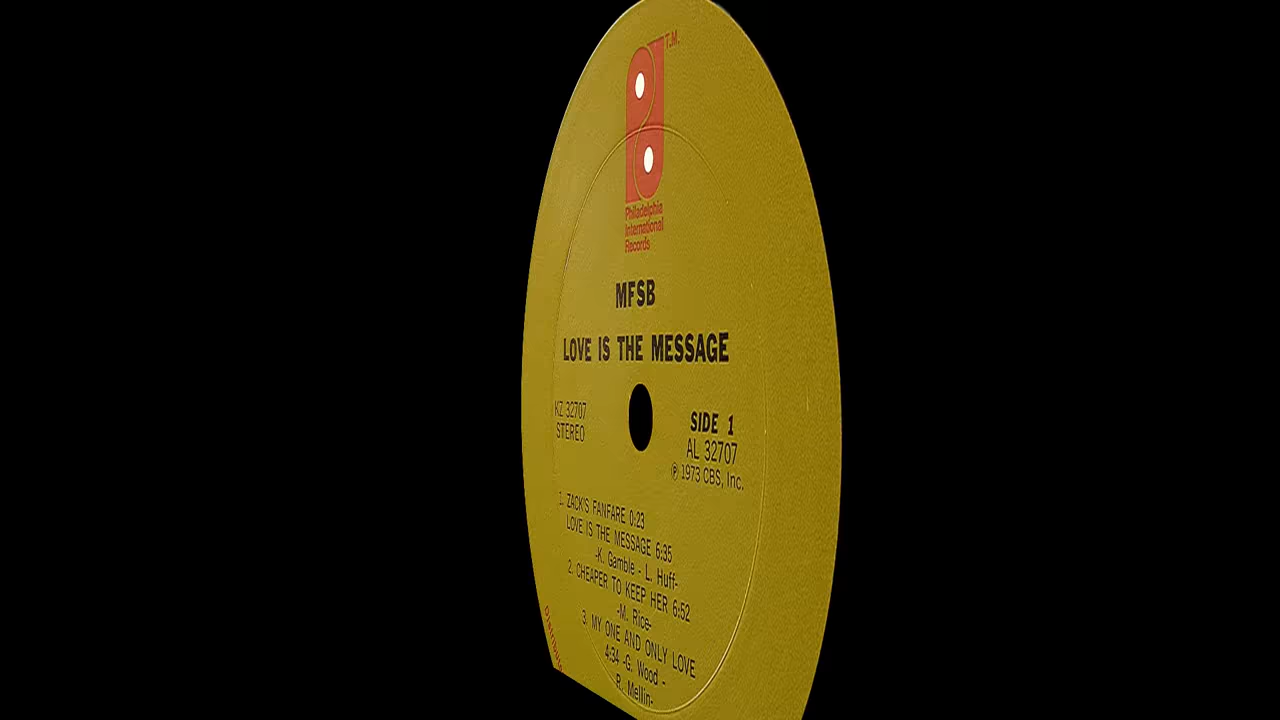 T.M.
Philadelphia
International
Records
MFSB
LOVE IS THE MESSAGE
KZ 32707
STEREO
SIDE 1
AL 32707
℗ 1973 CBS, Inc.
1. ZACK'S FANFARE 0:23
LOVE IS THE MESSAGE 6:35
-K. Gamble - L. Huff-
2. CHEAPER TO KEEP HER 6:52
-M. Rice-
3. MY ONE AND ONLY LOVE
4:34 -G. Wood -
R. Mellin-